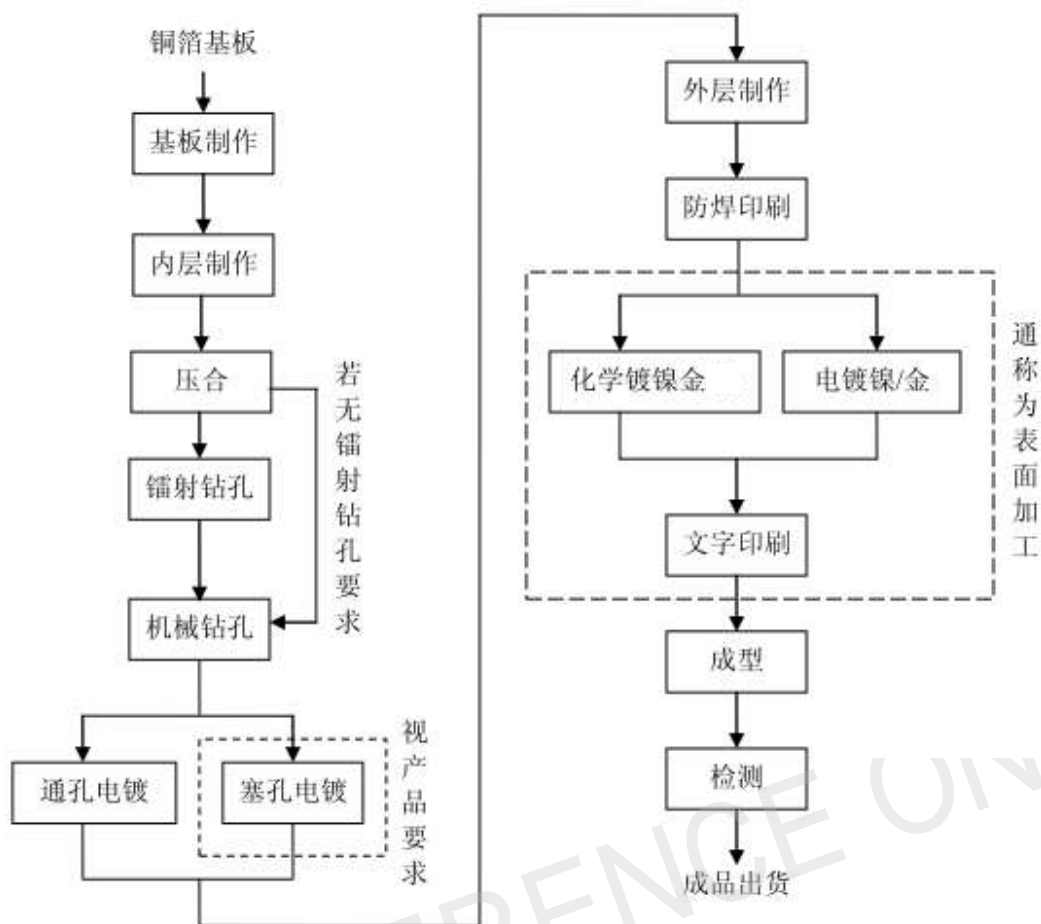 铜箔基板
基板制作
内层制作
压合
若无镭射钻孔要求
镭射钻孔
机械钻孔
通孔电镀
塞孔电镀
视产品要求
外层制作
防焊印刷
化学镀镍金
电镀镍/金
通称为表面加工
文字印刷
成型
检测
成品出货
ERENCE ON